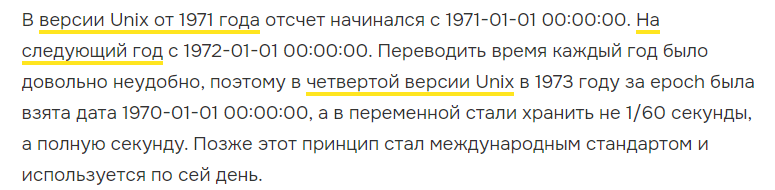 В версии Unix от 1971 года отсчет начинался с 1971-01-01 00:00:00. На
следующий год с 1972-01-01 00:00:00. Переводить время каждый год было
довольно неудобно, поэтому в четвертой версии Unix в 1973 году за epoch была
взята дата 1970-01-01 00:00:00, а в переменной стали хранить не 1/60 секунды,
а полную секунду. Позже этот принцип стал международным стандартом и
используется по сей день.